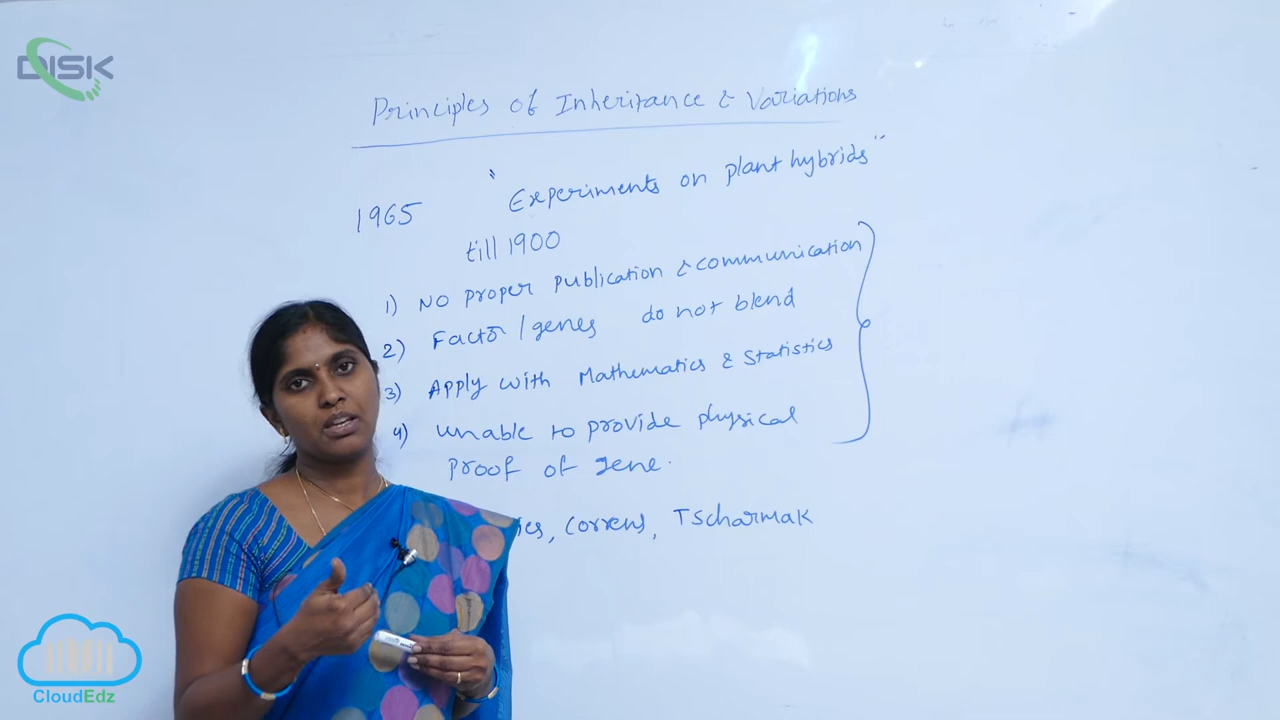 DISK
Principles of Inheritance & Variations
1965 "Experiments on plant hybrids"
till 1900
1) No proper publication & communication
2) Factor/genes do not blend
3) Apply with Mathematics & Statistics
4) unable to provide physical
proof of gene.
Correns, Tscharmak
CloudEdz